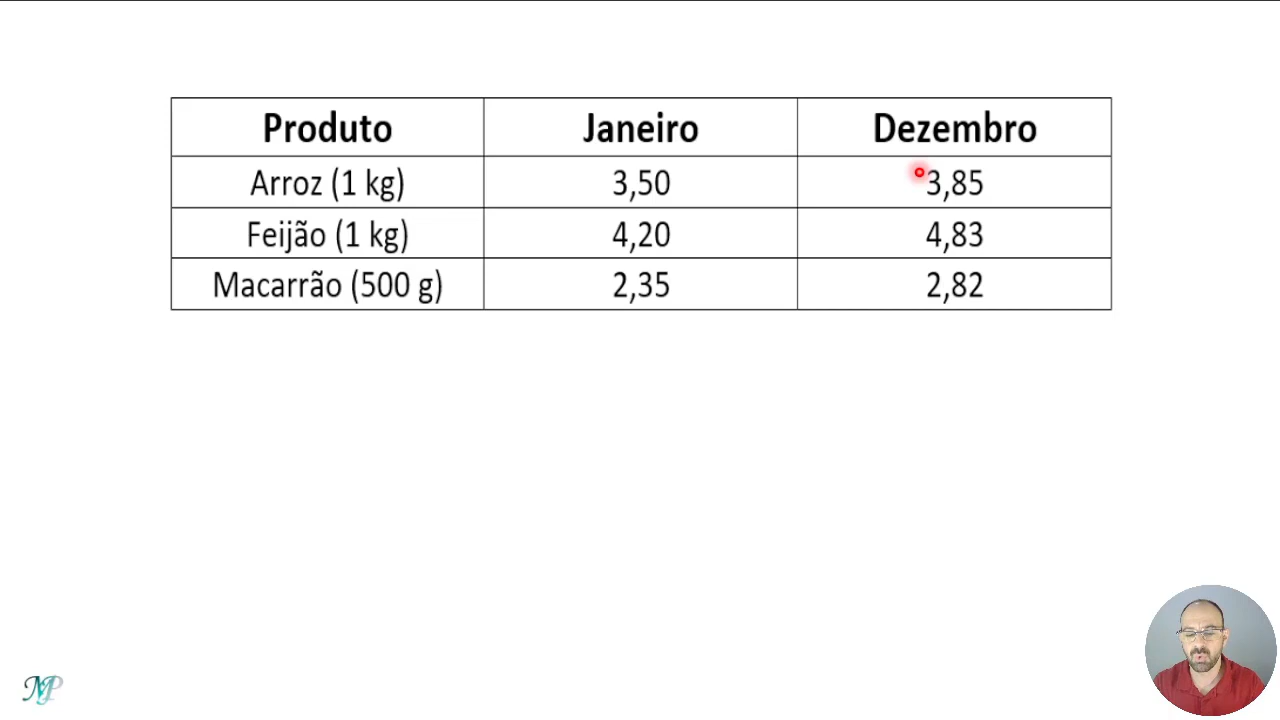 Produto Janeiro Dezembro
Arroz (1 kg) 3,50 3,85
Feijão (1 kg) 4,20 4,83
Macarrão (500 g) 2,35 2,82
MP